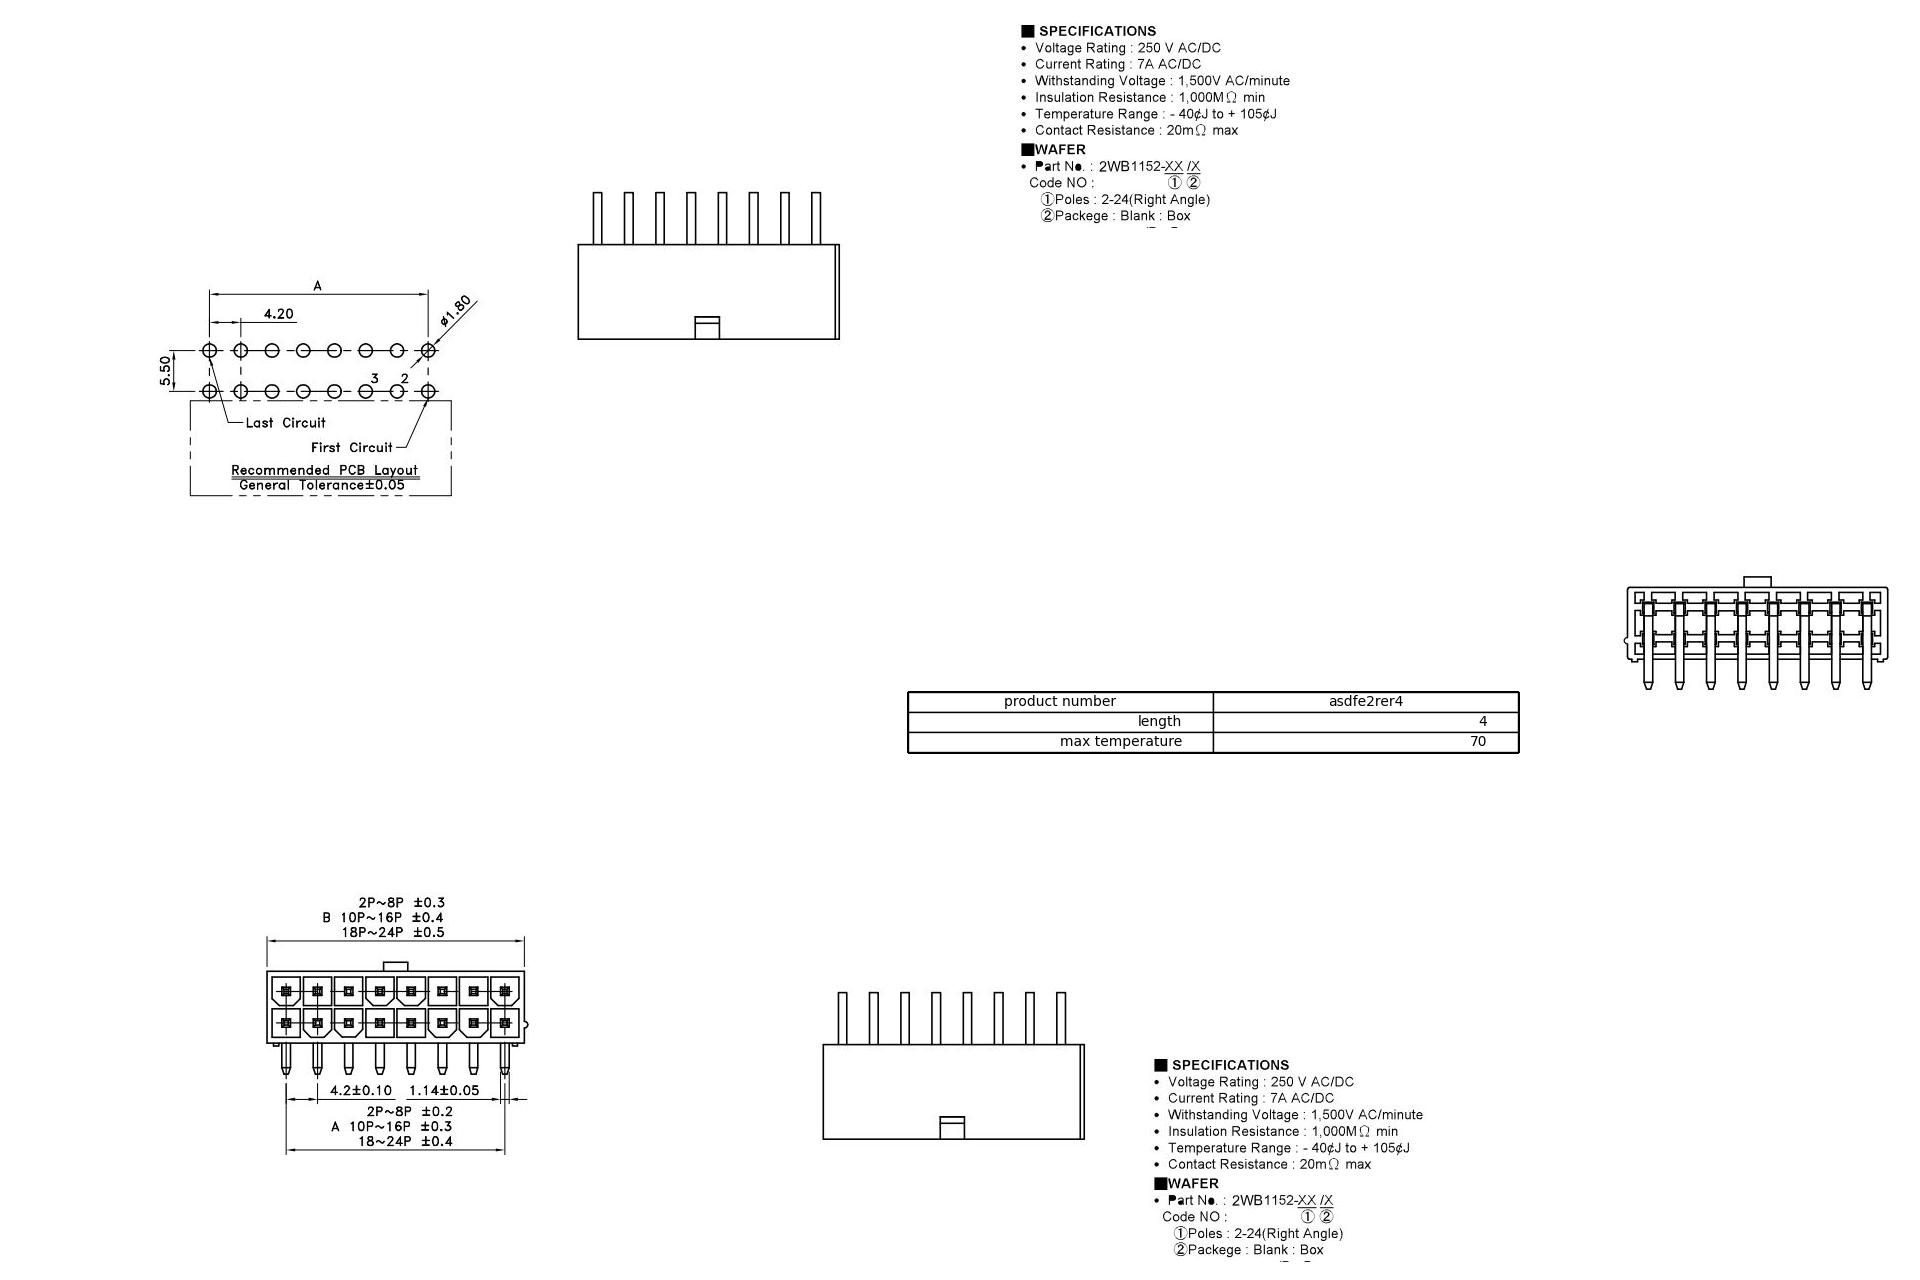 ■ SPECIFICATIONS
• Voltage Rating : 250 V AC/DC
• Current Rating : 7A AC/DC
• Withstanding Voltage : 1,500V AC/minute
• Insulation Resistance : 1,000MΩ min
• Temperature Range : - 40¢J to + 105¢J
• Contact Resistance : 20mΩ max
■WAFER
• Part No. : 2WB1152-XX /X
Code NO : ① ②
①Poles : 2-24(Right Angle)
②Packege : Blank : Box
A
4.20
ø1.80
5.50
3 2
Last Circuit
First Circuit
Recommended PCB Layout
General Tolerance±0.05
product number asdfe2rer4
length 4
max temperature 70
2P~8P ±0.3
B 10P~16P ±0.4
18P~24P ±0.5
4.2±0.10 1.14±0.05
2P~8P ±0.2
A 10P~16P ±0.3
18~24P ±0.4
■ SPECIFICATIONS
• Voltage Rating : 250 V AC/DC
• Current Rating : 7A AC/DC
• Withstanding Voltage : 1,500V AC/minute
• Insulation Resistance : 1,000MΩ min
• Temperature Range : - 40¢J to + 105¢J
• Contact Resistance : 20mΩ max
■WAFER
• Part No. : 2WB1152-XX /X
Code NO : ① ②
①Poles : 2-24(Right Angle)
②Packege : Blank : Box